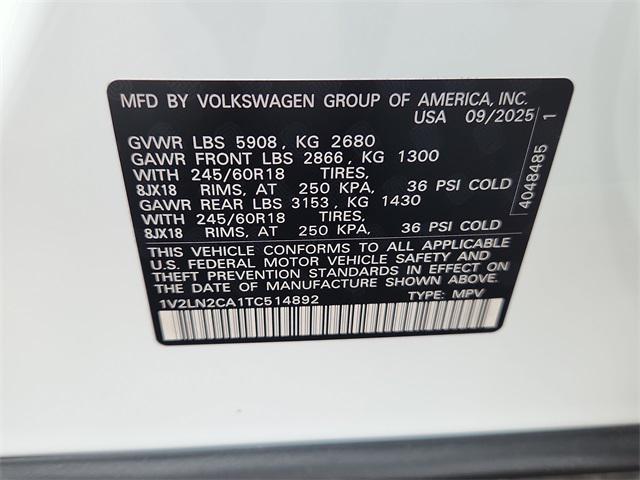 MFD BY VOLKSWAGEN GROUP OF AMERICA, INC.
USA 09/2025
GVWR LBS 5908, KG 2680
GAWR FRONT LBS 2866, KG 1300
WITH 245/60R18 TIRES,
8JX18 RIMS, AT 250 KPA, 36 PSI COLD
GAWR REAR LBS 3153, KG 1430
WITH 245/60R18 TIRES,
8JX18 RIMS, AT 250 KPA, 36 PSI COLD
THIS VEHICLE CONFORMS TO ALL APPLICABLE
U.S. FEDERAL MOTOR VEHICLE SAFETY AND
THEFT PREVENTION STANDARDS IN EFFECT ON
THE DATE OF MANUFACTURE SHOWN ABOVE.
1V2LN2CA1TC514892 TYPE: MPV
4048485 1